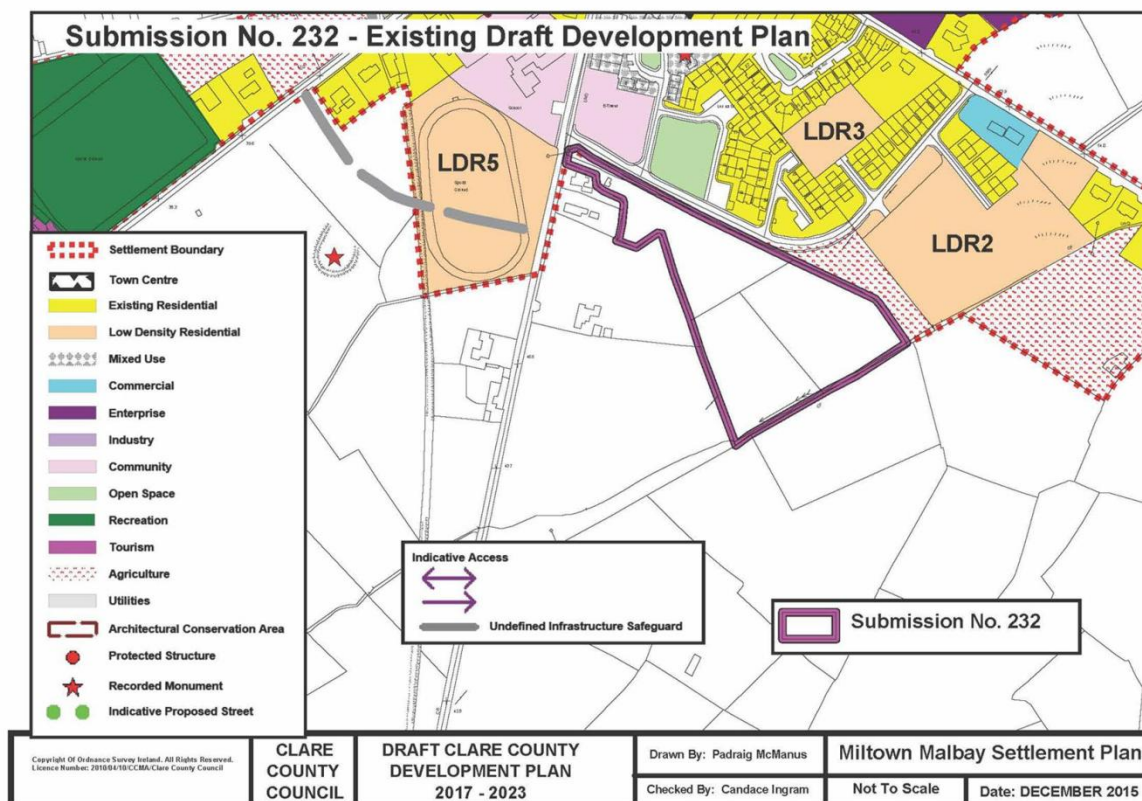 Submission No. 232 - Existing Draft Development Plan
LDR5
LDR3
LDR2
Settlement Boundary
Town Centre
Existing Residential
Low Density Residential
Mixed Use
Commercial
Enterprise
Industry
Community
Open Space
Recreation
Tourism
Agriculture
Utilities
Architectural Conservation Area
Protected Structure
Recorded Monument
Indicative Proposed Street
Indicative Access
Undefined Infrastructure Safeguard
Submission No. 232
Copyright Of Ordnance Survey Ireland. All Rights Reserved.
Licence Number: 2010/04/10/CCMA/Clare County Council
CLARE
COUNTY
COUNCIL
DRAFT CLARE COUNTY
DEVELOPMENT PLAN
2017 - 2023
Drawn By: Padraig McManus
Checked By: Candace Ingram
Miltown Malbay Settlement Plan
Not To Scale
Date: DECEMBER 2015